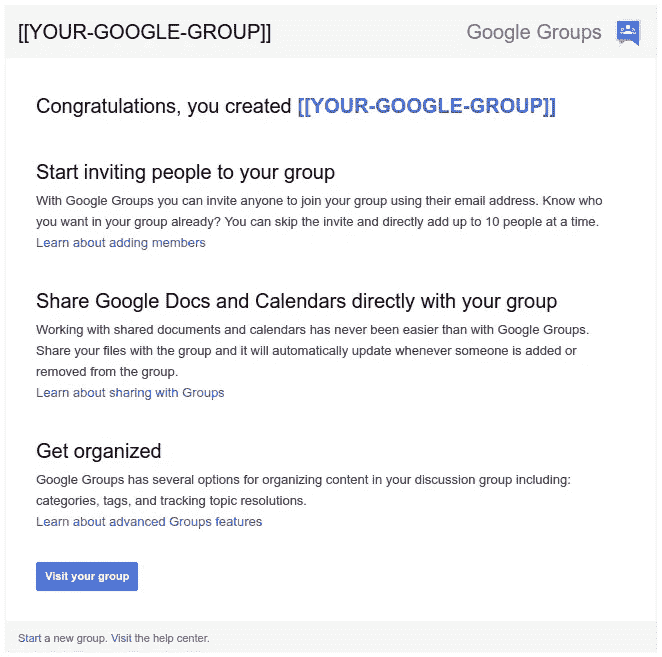 [[YOUR-GOOGLE-GROUP]] Google Groups
Congratulations, you created [[YOUR-GOOGLE-GROUP]]
Start inviting people to your group
With Google Groups you can invite anyone to join your group using their email address. Know who
you want in your group already? You can skip the invite and directly add up to 10 people at a time.
Learn about adding members
Share Google Docs and Calendars directly with your group
Working with shared documents and calendars has never been easier than with Google Groups.
Share your files with the group and it will automatically update whenever someone is added or
removed from the group.
Learn about sharing with Groups
Get organized
Google Groups has several options for organizing content in your discussion group including:
categories, tags, and tracking topic resolutions.
Learn about advanced Groups features
Visit your group
Start a new group. Visit the help center.